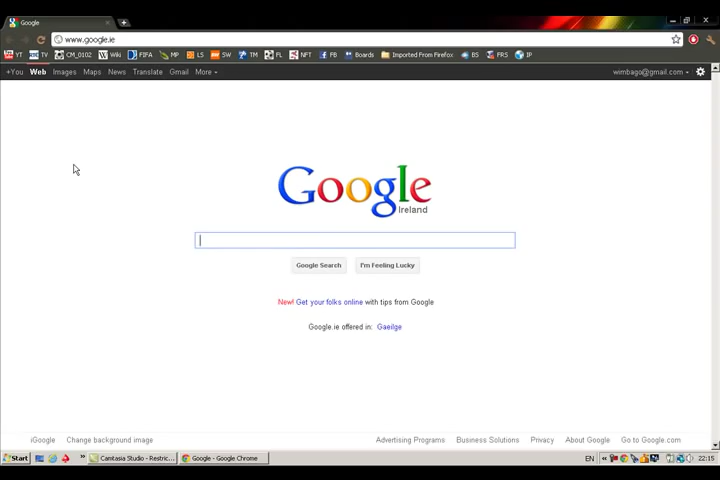 Google
www.google.ie
YT TV CM_0102 Wiki FIFA MP LS SW TM FL NFT FB Boards Imported From Firefox BS FRS IP
+You Web Images Maps News Translate Gmail More
wimbago@gmail.com
Google
Ireland
Google Search I'm Feeling Lucky
New! Get your folks online with tips from Google
Google.ie offered in: Gaeilge
iGoogle Change background image Advertising Programs Business Solutions Privacy About Google Go to Google.com
Start Camtasia Studio - Restric... Google - Google Chrome EN 22:15